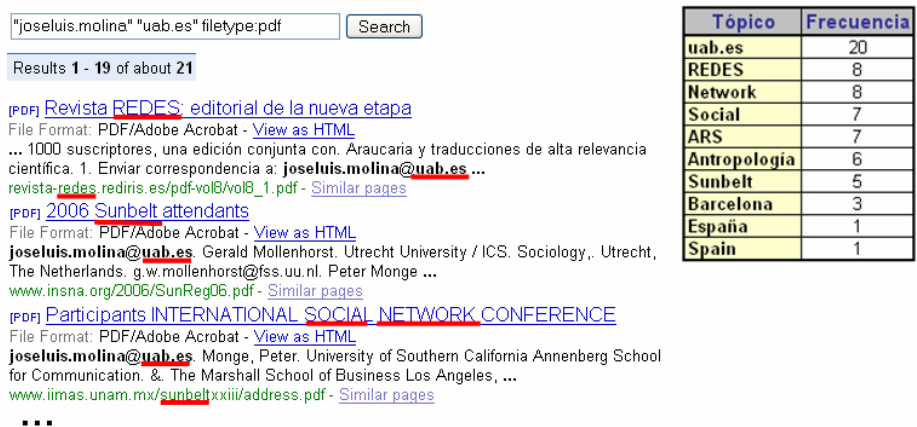 "joseluis.molina" "uab.es" filetype:pdf Search
Results 1 - 19 of about 21
[PDF] Revista REDES: editorial de la nueva etapa
File Format: PDF/Adobe Acrobat - View as HTML
... 1000 suscriptores, una edición conjunta con. Araucaria y traducciones de alta relevancia
científica. 1. Enviar correspondencia a: joseluis.molina@uab.es ...
revista-redes.rediris.es/pdf-vol8/vol8_1.pdf - Similar pages
[PDF] 2006 Sunbelt attendants
File Format: PDF/Adobe Acrobat - View as HTML
joseluis.molina@uab.es. Gerald Mollenhorst. Utrecht University / ICS. Sociology,. Utrecht,
The Netherlands. g.w.mollenhorst@fss.uu.nl. Peter Monge ...
www.insna.org/2006/SunReg06.pdf - Similar pages
[PDF] Participants INTERNATIONAL SOCIAL NETWORK CONFERENCE
File Format: PDF/Adobe Acrobat - View as HTML
joseluis.molina@uab.es. Monge, Peter. University of Southern California Annenberg School
for Communication. &. The Marshall School of Business Los Angeles, ...
www.iimas.unam.mx/sunbeltxxiii/address.pdf - Similar pages
...
Tópico Frecuencia
uab.es 20
REDES 8
Network 8
Social 7
ARS 7
Antropología 6
Sunbelt 5
Barcelona 3
España 1
Spain 1